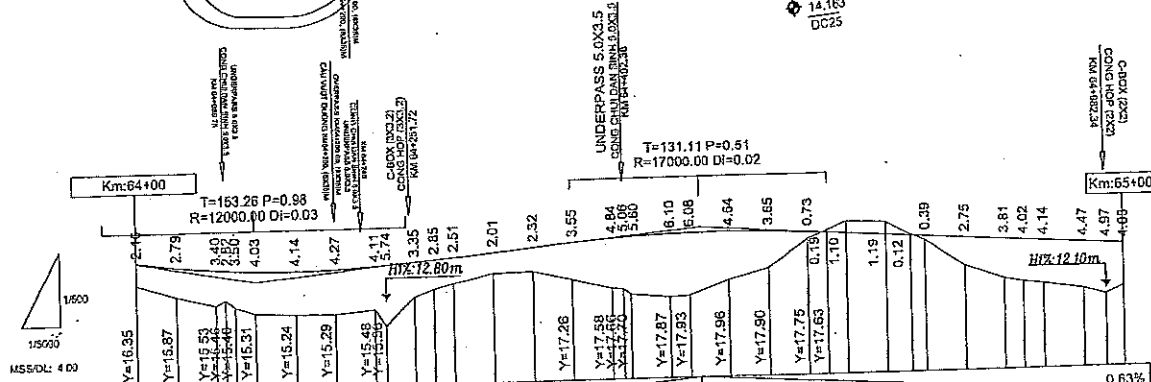 14,163
DC25
UNDERPASS 5.0X3.5
CONG CHUI DAN SINH 5.0X3.5
KM 64+402.36
C-BOX (3X3.2)
CONG HOP (3X3.2)
KM 64+251.72
C-BOX (2X2)
CONG HOP (2X2)
KM 64+982.34
Km:64+00
T=153.26 P=0.98
R=12000.00 Di=0.03
T=131.11 P=0.51
R=17000.00 Di=0.02
Km:65+00
2.79
3.40
3.50
4.03
4.14
4.27
4.11
5.74
3.35
2.85
2.51
2.01
2.32
3.55
4.84
5.06
5.60
6.10
6.08
4.64
3.65
0.73
0.19
1.10
1.19
0.12
0.39
2.75
3.81
4.02
4.14
4.47
4.97
H1%:12.80m
H1%:12.10m
1/500
1/5000
MSS/DL: 4.00
Y=16.35
Y=15.87
Y=15.53
Y=15.31
Y=15.24
Y=15.29
Y=15.48
Y=17.26
Y=17.58
Y=17.70
Y=17.87
Y=17.93
Y=17.96
Y=17.90
Y=17.75
Y=17.63
0.63%